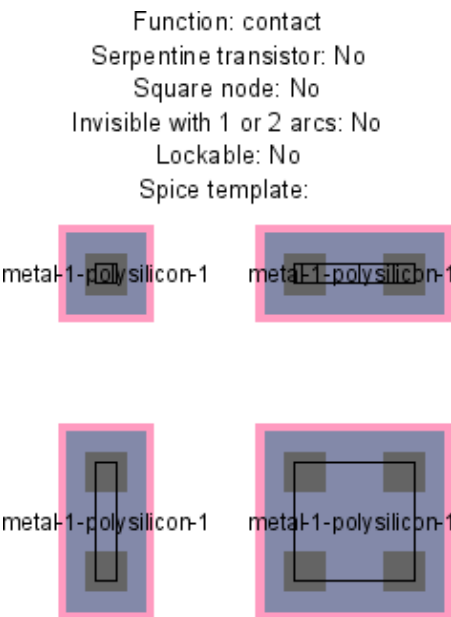 Function: contact
Serpentine transistor: No
Square node: No
Invisible with 1 or 2 arcs: No
Lockable: No
Spice template:
metal-1-polysilicon-1 metal-1-polysilicon-1
metal-1-polysilicon-1 metal-1-polysilicon-1